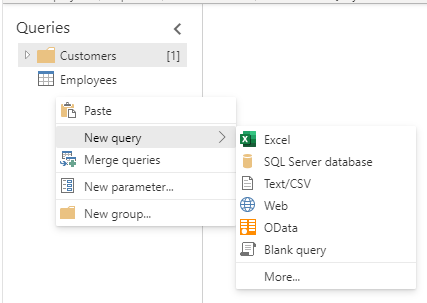 Queries
Customers [1]
Employees
Paste
New query
Merge queries
New parameter...
New group...
Excel
SQL Server database
Text/CSV
Web
OData
Blank query
More...